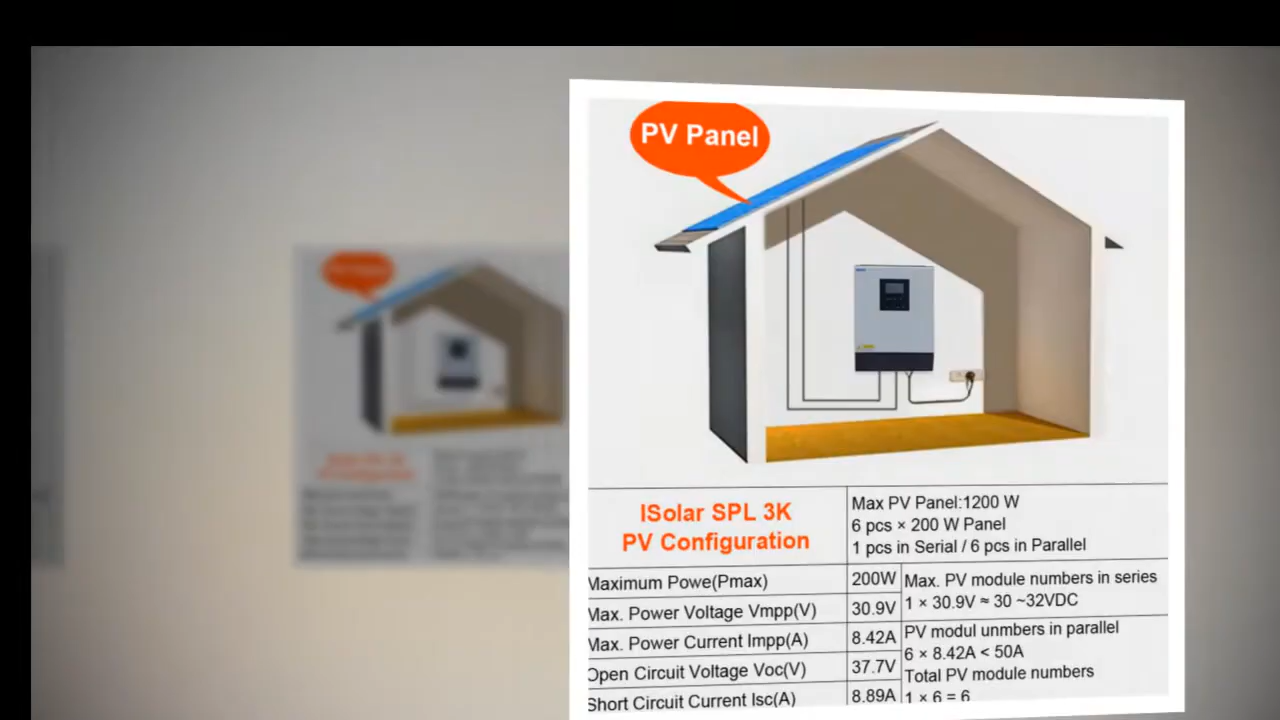 PV Panel
ISolar SPL 3K
PV Configuration
Max PV Panel:1200 W
6 pcs × 200 W Panel
1 pcs in Serial / 6 pcs in Parallel
Maximum Powe(Pmax) 200W
Max. Power Voltage Vmpp(V) 30.9V
Max. Power Current Impp(A) 8.42A
Open Circuit Voltage Voc(V) 37.7V
Short Circuit Current Isc(A) 8.89A
Max. PV module numbers in series
1 × 30.9V ≈ 30 ~32VDC
PV modul unmbers in parallel
6 × 8.42A < 50A
Total PV module numbers
1 × 6 = 6